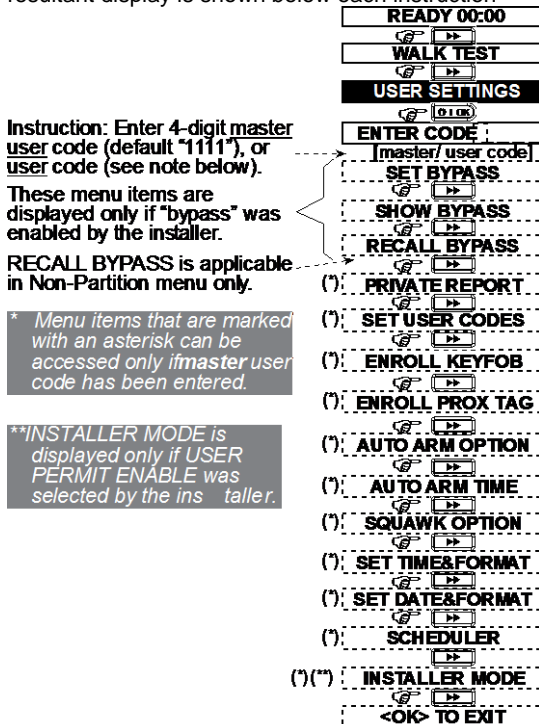 resultant display is shown below each instruction
READY 00:00
WALK TEST
USER SETTINGS
OK
ENTER CODE
[master/ user code]
Instruction: Enter 4-digit master
user code (default "1111"), or
user code (see note below).
SET BYPASS
These menu items are
displayed only if "bypass" was
enabled by the installer.
SHOW BYPASS
RECALL BYPASS
RECALL BYPASS is applicable
in Non-Partition menu only.
(*) PRIVATE REPORT
(*) SET USER CODES
* Menu items that are marked
with an asterisk can be
accessed only ifmaster user
code has been entered.
(*) ENROLL KEYFOB
(*) ENROLL PROX TAG
**INSTALLER MODE is
displayed only if USER
PERMIT ENABLE was
selected by the ins taller.
(*) AUTO ARM OPTION
(*) AUTO ARM TIME
(*) SQUAWK OPTION
(*) SET TIME&FORMAT
(*) SET DATE&FORMAT
(*) SCHEDULER
(*)(**) INSTALLER MODE
<OK> TO EXIT